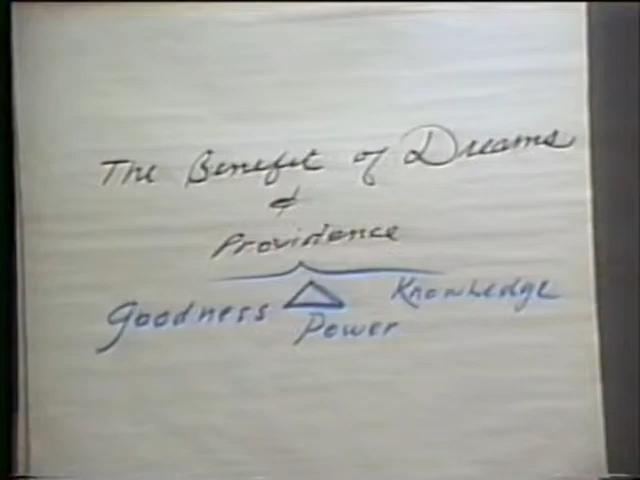 The Benefit of Dreams
&
Providence
Goodness Knowledge
Power